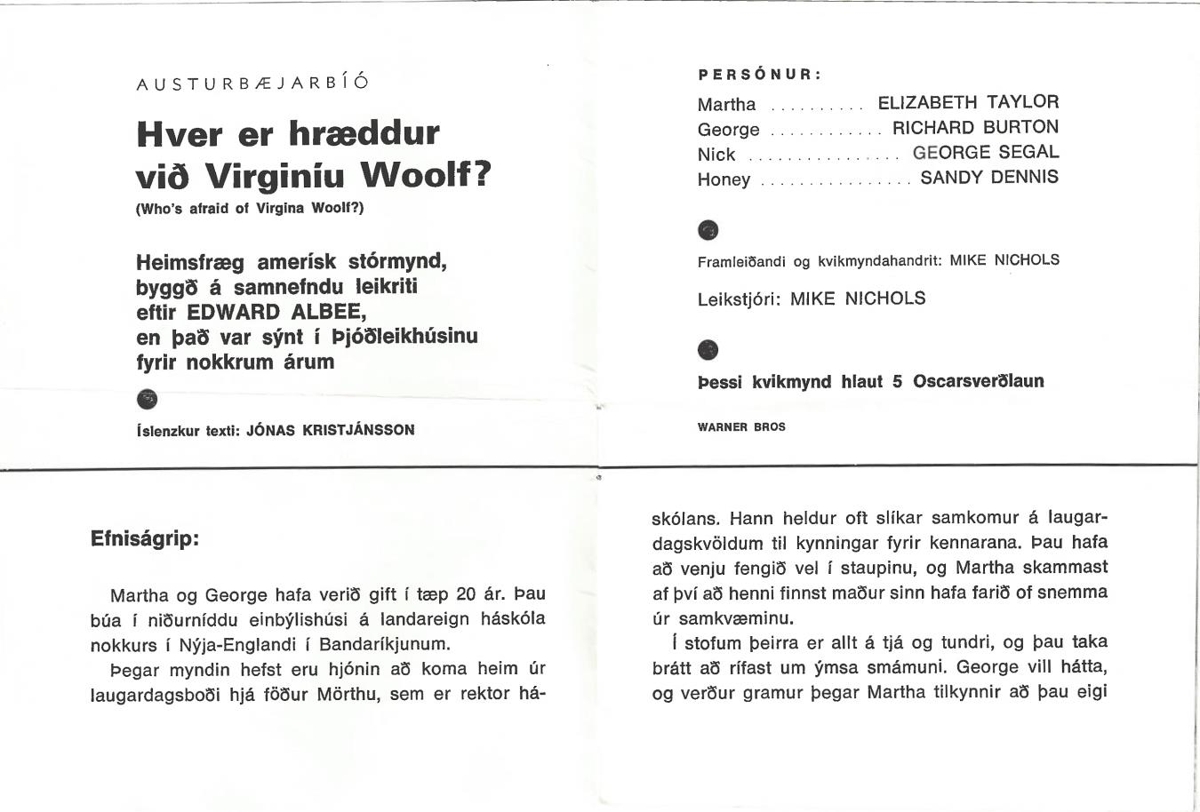 AUSTURBÆJARBÍÓ
Hver er hræddur
við Virginíu Woolf?
(Who's afraid of Virgina Woolf?)
Heimsfræg amerísk stórmynd,
byggð á samnefndu leikriti
eftir EDWARD ALBEE,
en það var sýnt í Þjóðleikhúsinu
fyrir nokkrum árum
Íslenzkur texti: JÓNAS KRISTJÁNSSON
PERSÓNUR:
Martha .......... ELIZABETH TAYLOR
George ............ RICHARD BURTON
Nick ................ GEORGE SEGAL
Honey ................ SANDY DENNIS
Framleiðandi og kvikmyndahandrit: MIKE NICHOLS
Leikstjóri: MIKE NICHOLS
Þessi kvikmynd hlaut 5 Oscarsverðlaun
WARNER BROS
Efniságrip:
Martha og George hafa verið gift í tæp 20 ár. Þau
búa í niðurníddu einbýlishúsi á landareign háskóla
nokkurs í Nýja-Englandi í Bandaríkjunum.
Þegar myndin hefst eru hjónin að koma heim úr
laugardagsboði hjá föður Mörthu, sem er rektor há-
skólans. Hann heldur oft slíkar samkomur á laugar-
dagskvöldum til kynningar fyrir kennarana. Þau hafa
að venju fengið vel í staupinu, og Martha skammast
af því að henni finnst maður sinn hafa farið of snemma
úr samkvæminu.
Í stofum þeirra er allt á tjá og tundri, og þau taka
brátt að rífast um ýmsa smámuni. George vill hátta,
og verður gramur þegar Martha tilkynnir að þau eigi